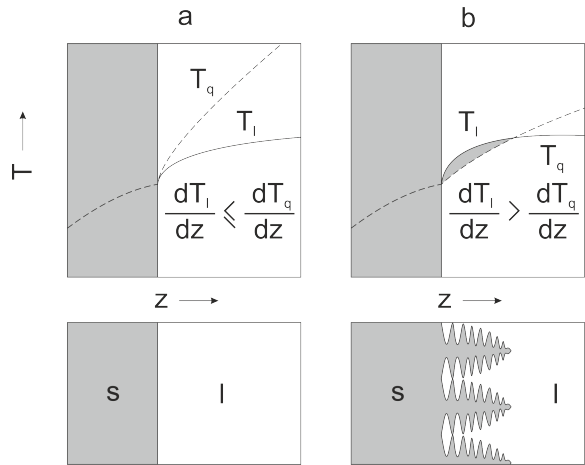 a
b
T
T_q
T_l
dT_l/dz ≤ dT_q/dz
T_l
T_q
dT_l/dz > dT_q/dz
z
z
s
l
s
l